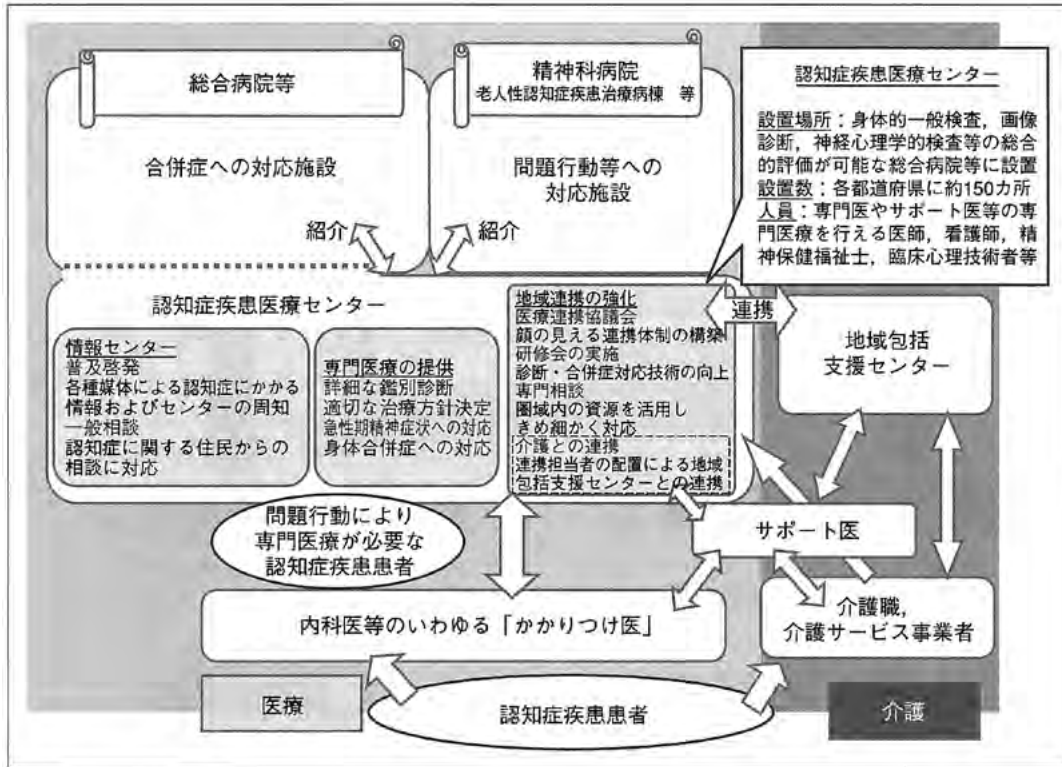 総合病院等
合併症への対応施設
紹介
精神科病院
老人性認知症疾患治療病棟 等
問題行動等への
対応施設
紹介
認知症疾患医療センター
設置場所：身体的一般検査，画像
診断，神経心理学的検査等の総合
的評価が可能な総合病院等に設置
設置数：各都道府県に約150カ所
人員：専門医やサポート医等の専
門医療を行える医師，看護師，精
神保健福祉士，臨床心理技術者等
認知症疾患医療センター
情報センター
普及啓発
各種媒体による認知症にかかる
情報およびセンターの周知
一般相談
認知症に関する住民からの
相談に対応
専門医療の提供
詳細な鑑別診断
適切な治療方針決定
急性期精神症状への対応
身体合併症への対応
地域連携の強化
医療連携協議会
顔の見える連携体制の構築
研修会の実施
診断・合併症対応技術の向上
専門相談
圏域内の資源を活用し
きめ細かく対応
介護との連携
連携担当者の配置による地域
包括支援センターとの連携
連携
地域包括
支援センター
問題行動により
専門医療が必要な
認知症疾患患者
サポート医
内科医等のいわゆる「かかりつけ医」
介護職，
介護サービス事業者
医療
認知症疾患患者
介護